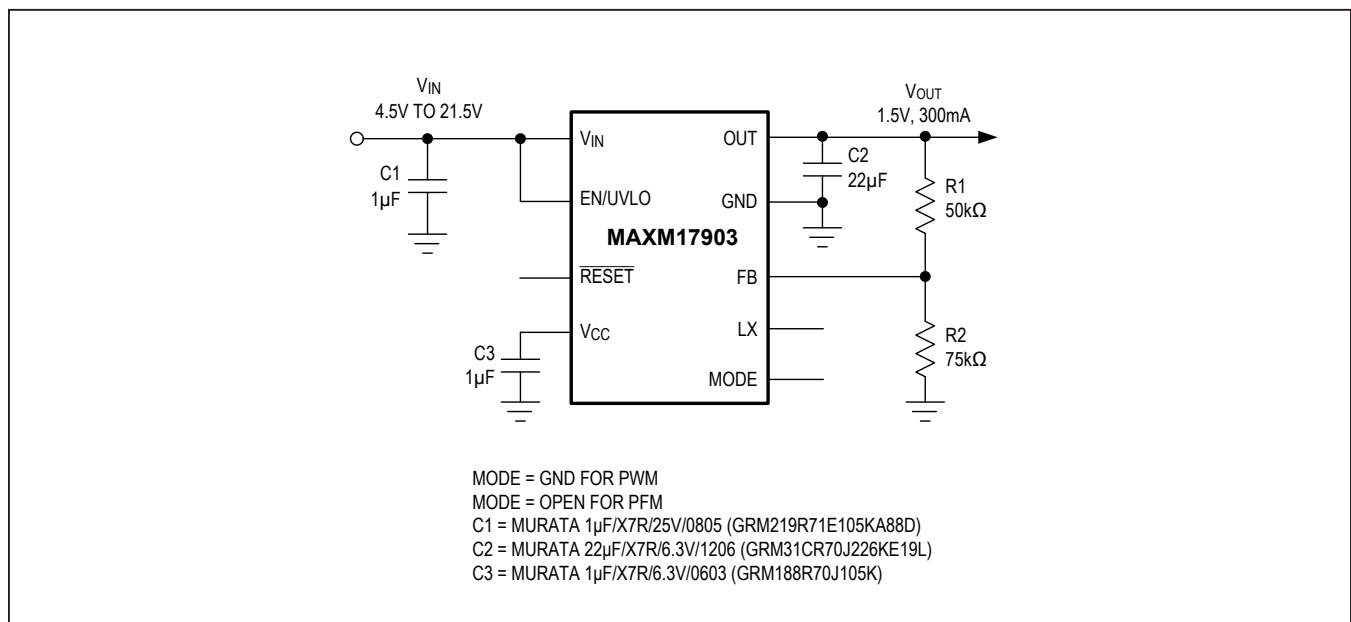 VIN
4.5V TO 21.5V
VOUT
1.5V, 300mA
VIN
OUT
C1
1µF
C2
22µF
R1
50kΩ
EN/UVLO
GND
MAXM17903
RESET
FB
VCC
LX
C3
1µF
R2
75kΩ
MODE
MODE = GND FOR PWM
MODE = OPEN FOR PFM
C1 = MURATA 1µF/X7R/25V/0805 (GRM219R71E105KA88D)
C2 = MURATA 22µF/X7R/6.3V/1206 (GRM31CR70J226KE19L)
C3 = MURATA 1µF/X7R/6.3V/0603 (GRM188R70J105K)